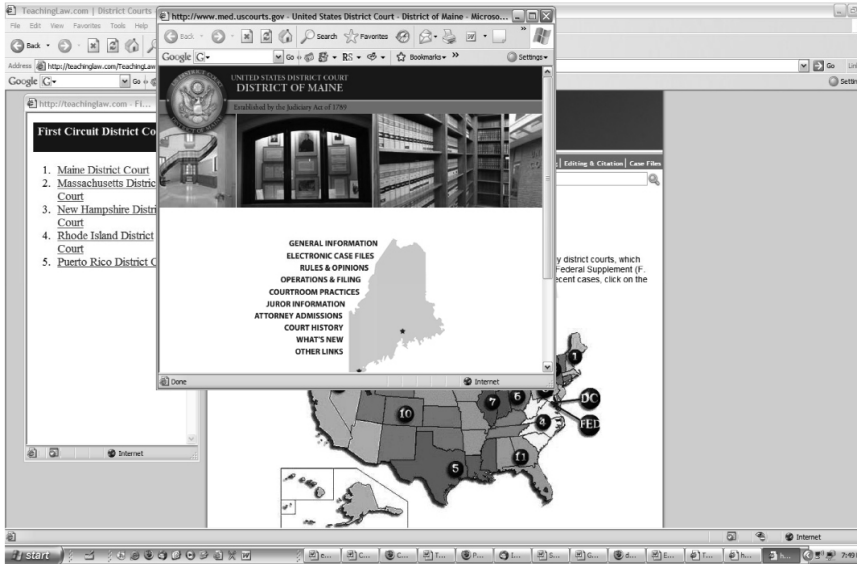 TeachingLaw.com | District Courts
File Edit View Favorites Tools Help
Back
Address http://teachinglaw.com/TeachingLaw
Go
Google G
Go
http://teachinglaw.com - Fi...
First Circuit District Co
1. Maine District Court
2. Massachusetts Distric
Court
3. New Hampshire Distri
Court
4. Rhode Island District
Court
5. Puerto Rico District C
Internet
http://www.med.uscourts.gov - United States District Court - District of Maine - Microso...
Back
Search
Favorites
Google G
Go
RS
Bookmarks
Settings
UNITED STATES DISTRICT COURT
DISTRICT OF MAINE
Established by the Judiciary Act of 1789
GENERAL INFORMATION
ELECTRONIC CASE FILES
RULES & OPINIONS
OPERATIONS & FILING
COURTROOM PRACTICES
JUROR INFORMATION
ATTORNEY ADMISSIONS
COURT HISTORY
WHAT'S NEW
OTHER LINKS
Done
Internet
Go
Settin
Editing & Citation | Case Files
y district courts, which
Federal Supplement (F.
ecent cases, click on the
1
7
6
DC
10
4
FED
11
5
Internet
start
e...
C...
C...
T...
P...
I...
S...
G...
d...
E...
T...
h...
h...
7:49